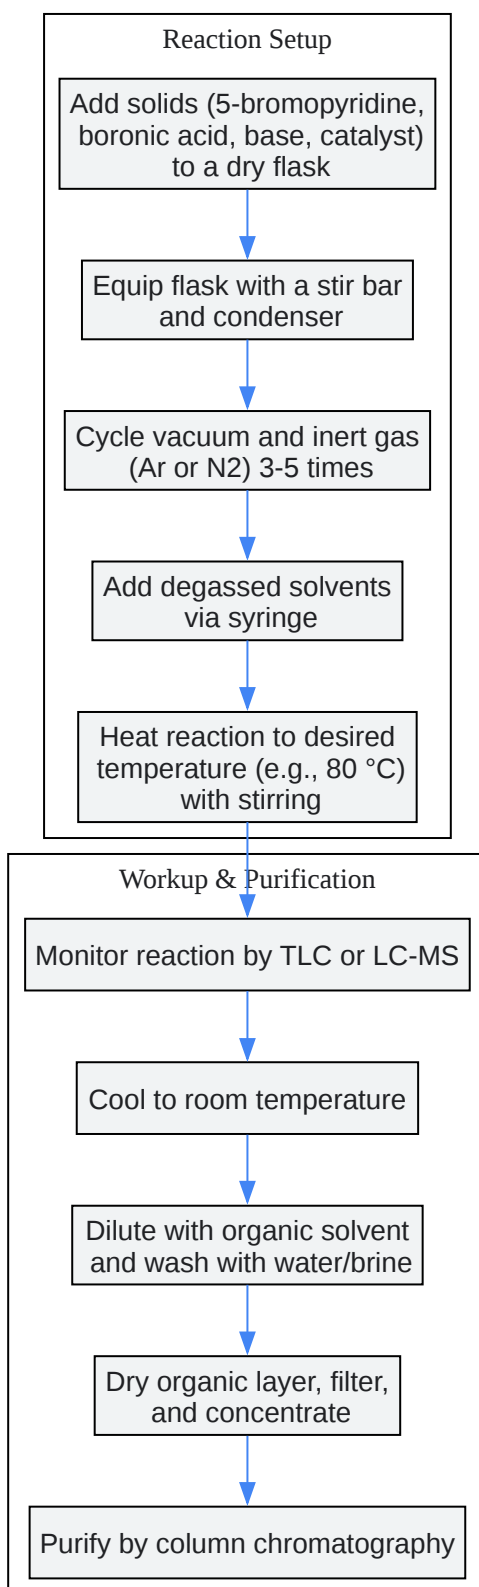 Reaction Setup
Add solids (5-bromopyridine,
boronic acid, base, catalyst)
to a dry flask
Equip flask with a stir bar
and condenser
Cycle vacuum and inert gas
(Ar or N2) 3-5 times
Add degassed solvents
via syringe
Heat reaction to desired
temperature (e.g., 80 °C)
with stirring
Workup & Purification
Monitor reaction by TLC or LC-MS
Cool to room temperature
Dilute with organic solvent
and wash with water/brine
Dry organic layer, filter,
and concentrate
Purify by column chromatography